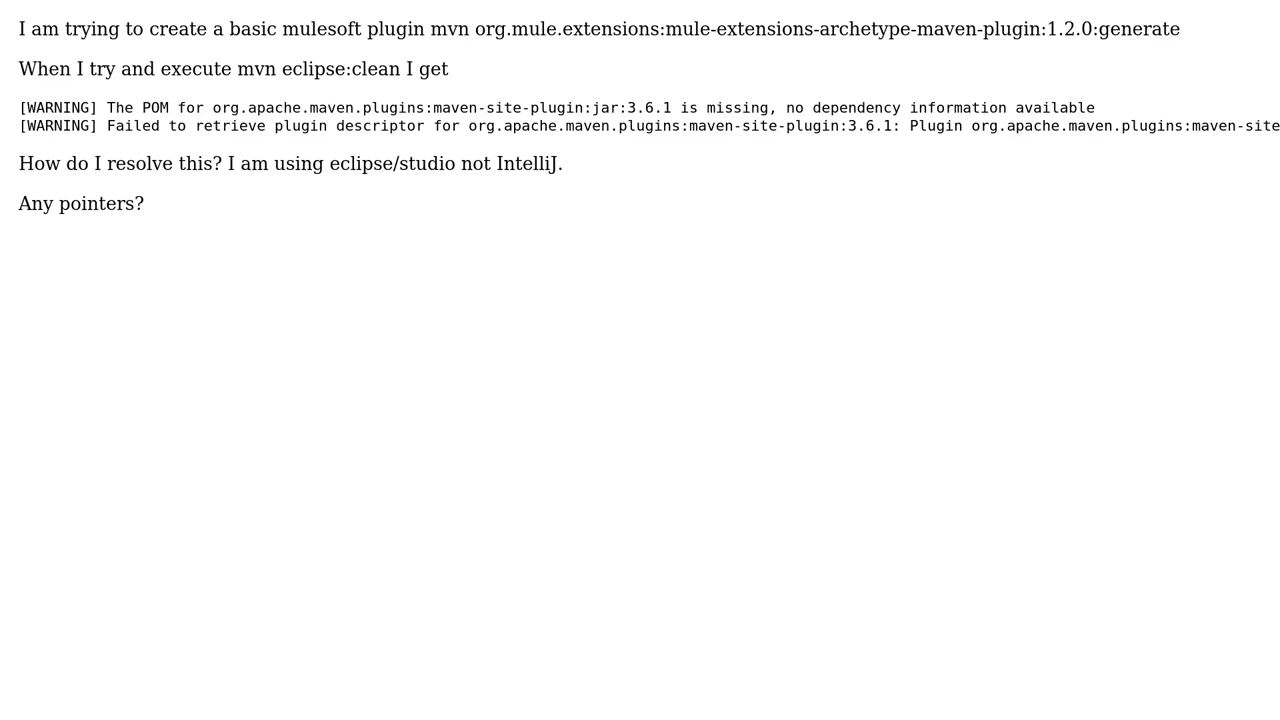 I am trying to create a basic mulesoft plugin mvn org.mule.extensions:mule-extensions-archetype-maven-plugin:1.2.0:generate
When I try and execute mvn eclipse:clean I get
[WARNING] The POM for org.apache.maven.plugins:maven-site-plugin:jar:3.6.1 is missing, no dependency information available
[WARNING] Failed to retrieve plugin descriptor for org.apache.maven.plugins:maven-site-plugin:3.6.1: Plugin org.apache.maven.plugins:maven-site
How do I resolve this? I am using eclipse/studio not IntelliJ.
Any pointers?